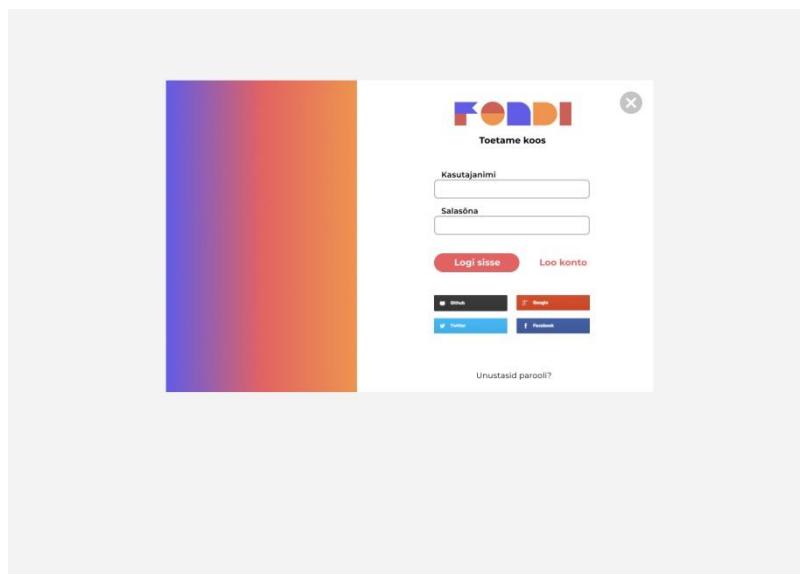 FONDI
Toetame koos
Kasutajanimi
Salasõna
Logi sisse Loo konto
Github Google
Twitter Facebook
Unustasid parooli?